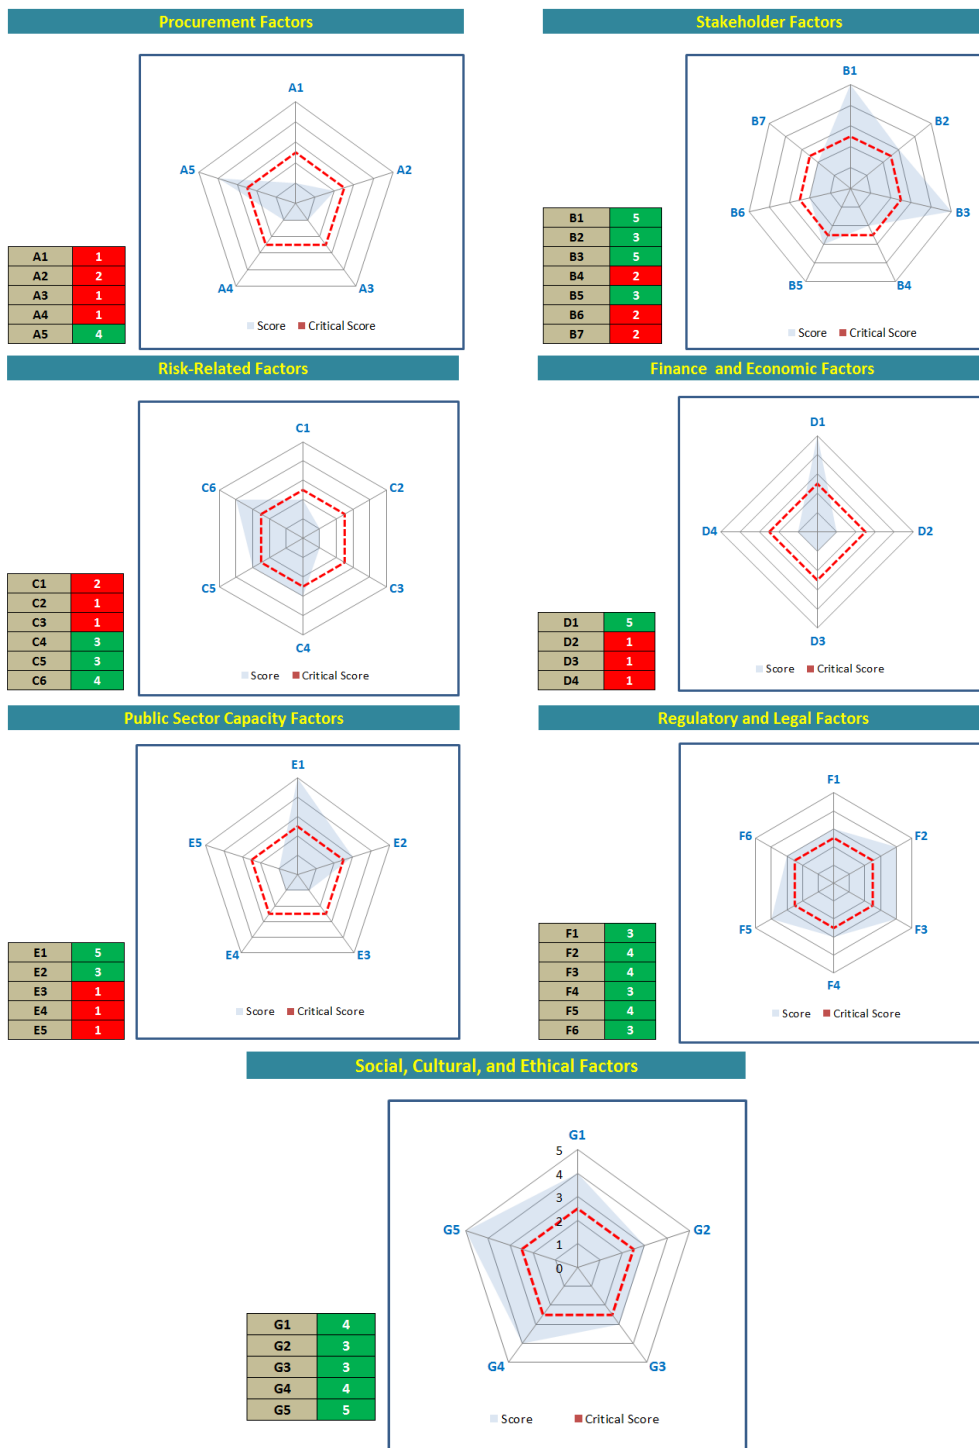 Procurement Factors
A1
A2
A3
A4
A5
A1 1
A2 2
A3 1
A4 1
A5 4
Score Critical Score
Stakeholder Factors
B1
B2
B3
B4
B5
B6
B7
B1 5
B2 3
B3 5
B4 2
B5 3
B6 2
B7 2
Score Critical Score
Risk-Related Factors
C1
C2
C3
C4
C5
C6
C1 2
C2 1
C3 1
C4 3
C5 3
C6 4
Score Critical Score
Finance and Economic Factors
D1
D2
D3
D4
D1 5
D2 1
D3 1
D4 1
Score Critical Score
Public Sector Capacity Factors
E1
E2
E3
E4
E5
E1 5
E2 3
E3 1
E4 1
E5 1
Score Critical Score
Regulatory and Legal Factors
F1
F2
F3
F4
F5
F6
F1 3
F2 4
F3 4
F4 3
F5 4
F6 3
Score Critical Score
Social, Cultural, and Ethical Factors
G1
G2
G3
G4
G5
5
4
3
2
1
0
G1 4
G2 3
G3 3
G4 4
G5 5
Score Critical Score